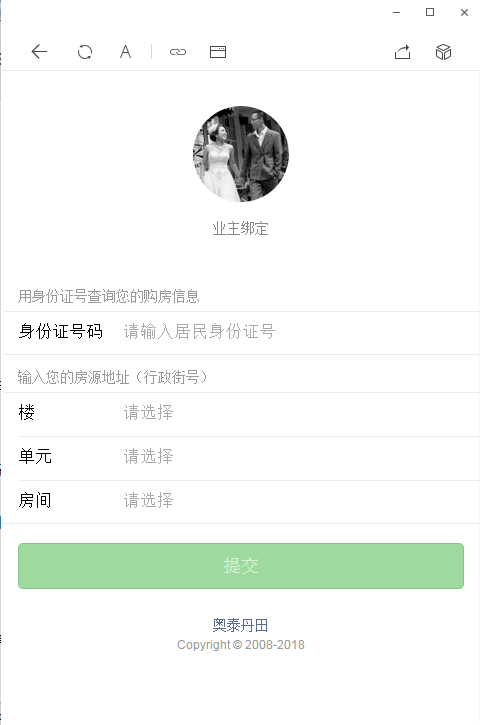 A
业主绑定
用身份证号查询您的购房信息
身份证号码 请输入居民身份证号
输入您的房源地址（行政街号）
楼 请选择
单元 请选择
房间 请选择
提交
奥泰丹田
Copyright © 2008-2018